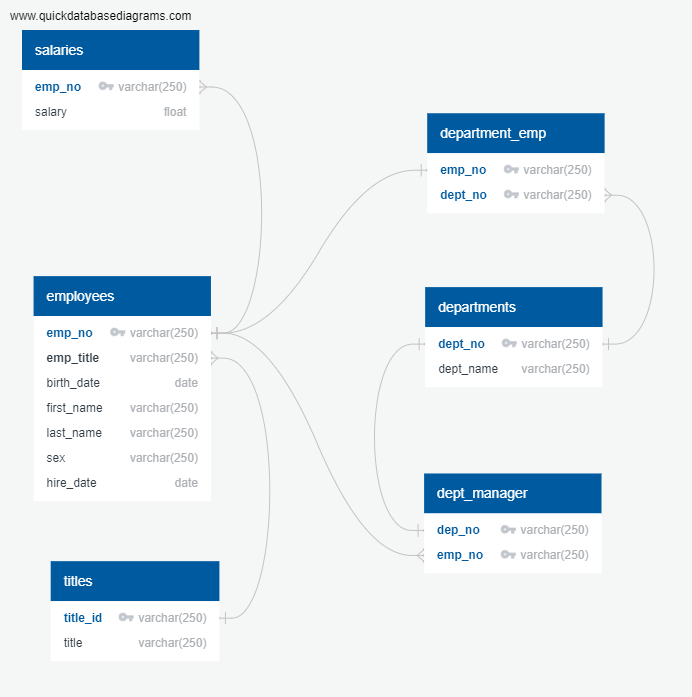 www.quickdatabasediagrams.com
salaries
emp_no varchar(250)
salary float
department_emp
emp_no varchar(250)
dept_no varchar(250)
employees
emp_no varchar(250)
emp_title varchar(250)
birth_date date
first_name varchar(250)
last_name varchar(250)
sex varchar(250)
hire_date date
departments
dept_no varchar(250)
dept_name varchar(250)
dept_manager
dep_no varchar(250)
emp_no varchar(250)
titles
title_id varchar(250)
title varchar(250)